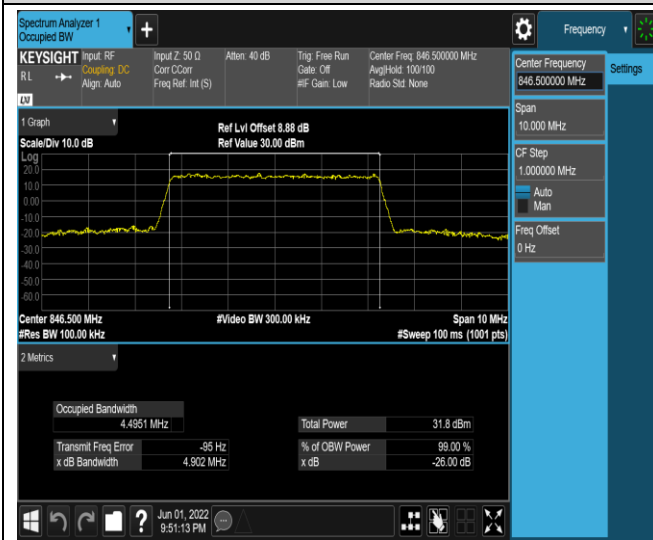 Spectrum Analyzer 1
Occupied BW
Frequency
KEYSIGHT
RL
LXI
Input: RF
Coupling: DC
Align: Auto
Input Z: 50 Ω
Corr CCorr
Freq Ref: Int (S)
Atten: 40 dB
Trig: Free Run
Gate: Off
#IF Gain: Low
Center Freq: 846.500000 MHz
Avg|Hold: 100/100
Radio Std: None
Center Frequency
846.500000 MHz
Settings
Span
10.000 MHz
CF Step
1.000000 MHz
Auto
Man
Freq Offset
0 Hz
1 Graph
Scale/Div 10.0 dB
Ref Lvl Offset 8.88 dB
Ref Value 30.00 dBm
Log
20.0
10.0
0.00
-10.0
-20.0
-30.0
-40.0
-50.0
-60.0
Center 846.500 MHz
#Video BW 300.00 kHz
Span 10 MHz
#Res BW 100.00 kHz
#Sweep 100 ms (1001 pts)
2 Metrics
Occupied Bandwidth
4.4951 MHz
Total Power 31.8 dBm
Transmit Freq Error -95 Hz
% of OBW Power 99.00 %
x dB Bandwidth 4.902 MHz
x dB -26.00 dB
?
Jun 01, 2022
9:51:13 PM